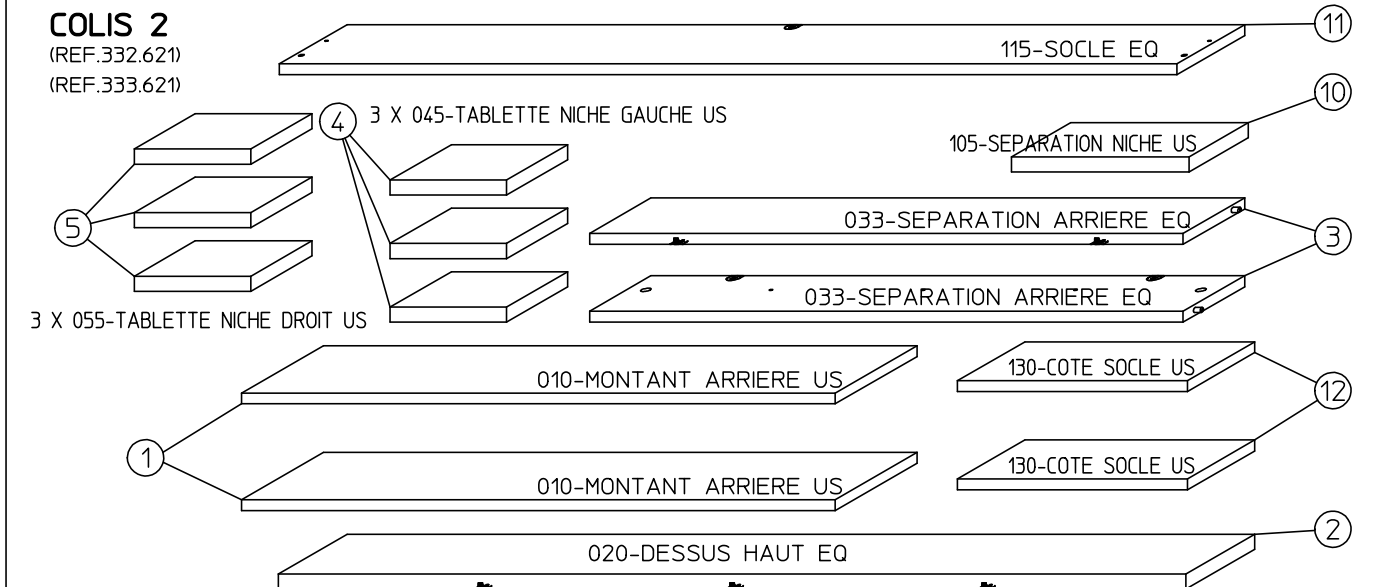 COLIS 2
(REF.332.621)
(REF.333.621)
115-SOCLE EQ
11
10
4
3 X 045-TABLETTE NICHE GAUCHE US
105-SEPARATION NICHE US
5
033-SEPARATION ARRIERE EQ
3
033-SEPARATION ARRIERE EQ
3 X 055-TABLETTE NICHE DROIT US
010-MONTANT ARRIERE US
130-COTE SOCLE US
12
1
010-MONTANT ARRIERE US
130-COTE SOCLE US
2
020-DESSUS HAUT EQ